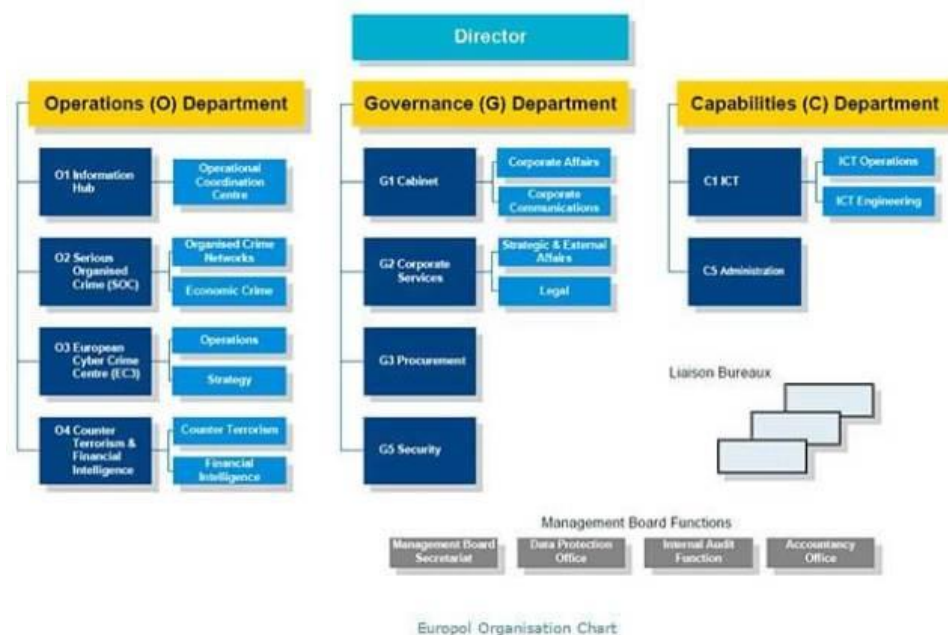 Director
Operations (O) Department
O1 Information
Hub
Operational
Coordination
Centre
O2 Serious
Organised
Crime (SOC)
Organised Crime
Networks
Economic Crime
O3 European
Cyber Crime
Centre (EC3)
Operations
Strategy
O4 Counter
Terrorism &
Financial
Intelligence
Counter Terrorism
Financial
Intelligence
Governance (G) Department
G1 Cabinet
Corporate Affairs
Corporate
Communications
G2 Corporate
Services
Strategic & External
Affairs
Legal
G3 Procurement
G5 Security
Capabilities (C) Department
C1 ICT
ICT Operations
ICT Engineering
C5 Administration
Liaison Bureaux
Management Board Functions
Management Board
Secretariat
Data Protection
Office
Internal Audit
Function
Accountancy
Office
Europol Organisation Chart